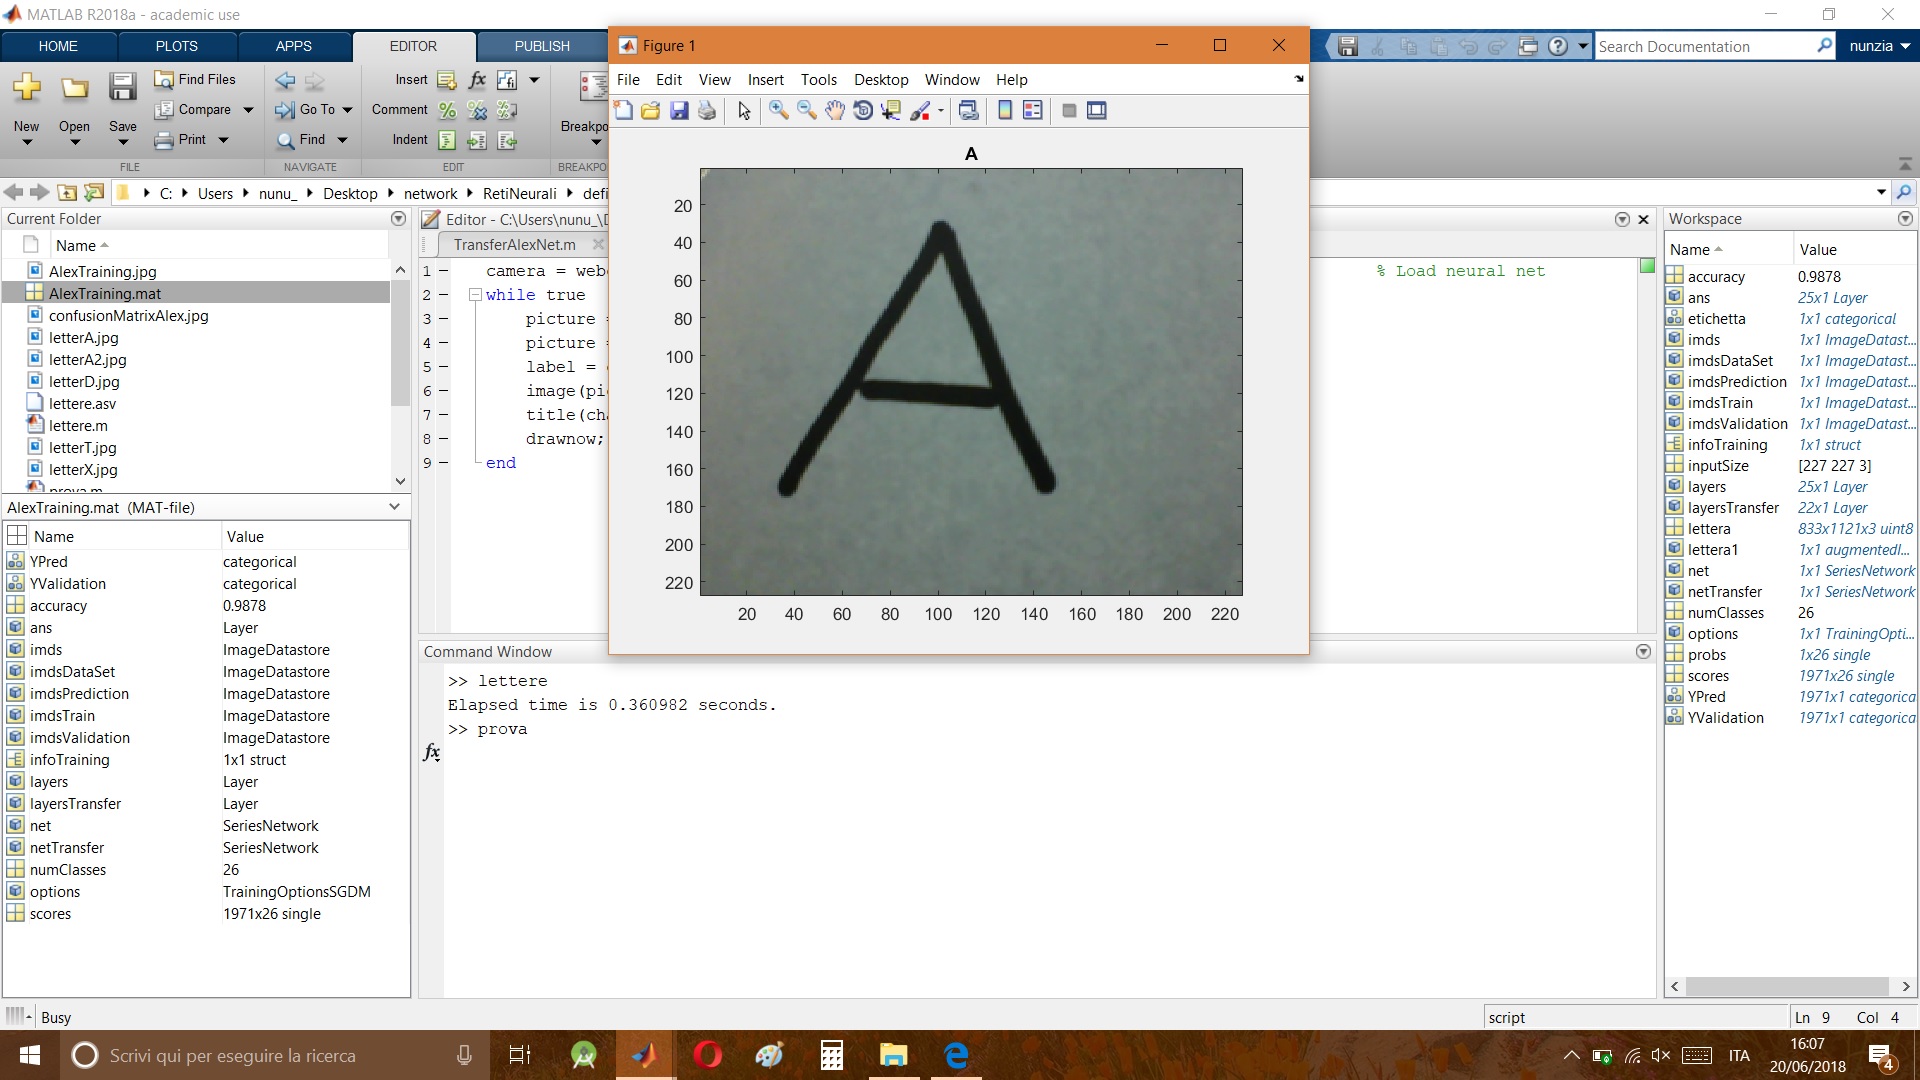 MATLAB R2018a - academic use
HOME PLOTS APPS EDITOR PUBLISH
Search Documentation
nunzia
New Open Save
Find Files
Compare
Print
Go To
Find
Insert
Comment
Indent
FILE NAVIGATE EDIT
C: Users nunu_ Desktop network RetiNeurali
Current Folder
Name
AlexTraining.jpg
AlexTraining.mat
confusionMatrixAlex.jpg
letterA.jpg
letterA2.jpg
letterD.jpg
lettere.asv
lettere.m
letterT.jpg
letterX.jpg
prova.m
AlexTraining.mat (MAT-file)
Name Value
YPred categorical
YValidation categorical
accuracy 0.9878
ans Layer
imds ImageDatastore
imdsDataSet ImageDatastore
imdsPrediction ImageDatastore
imdsTrain ImageDatastore
imdsValidation ImageDatastore
infoTraining 1x1 struct
layers Layer
layersTransfer Layer
net SeriesNetwork
netTransfer SeriesNetwork
numClasses 26
options TrainingOptionsSGDM
scores 1971x26 single
Editor - C:\Users\nunu_\
TransferAlexNet.m
1 camera =
% Load neural net
2 while true
3 picture =
4 picture =
5 label =
6 image(
7 title(
8 drawnow;
9 end
Figure 1
File Edit View Insert Tools Desktop Window Help
A
20
40
60
80
100
120
140
160
180
200
220
20 40 60 80 100 120 140 160 180 200 220
A
Command Window
>> lettere
Elapsed time is 0.360982 seconds.
>> prova
fx
Workspace
Name Value
accuracy 0.9878
ans 25x1 Layer
etichetta 1x1 categorical
imds 1x1 ImageDatast...
imdsDataSet 1x1 ImageDatast...
imdsPrediction 1x1 ImageDatast...
imdsTrain 1x1 ImageDatast...
imdsValidation 1x1 ImageDatast...
infoTraining 1x1 struct
inputSize [227 227 3]
layers 25x1 Layer
layersTransfer 22x1 Layer
lettera 833x1121x3 uint8
lettera1 1x1 augmentedI...
net 1x1 SeriesNetwork
netTransfer 1x1 SeriesNetwork
numClasses 26
options 1x1 TrainingOpti...
probs 1x26 single
scores 1971x26 single
YPred 1971x1 categorica
YValidation 1971x1 categorica
Busy
script
Ln 9 Col 4
Scrivi qui per eseguire la ricerca
ITA
16:07
20/06/2018
4